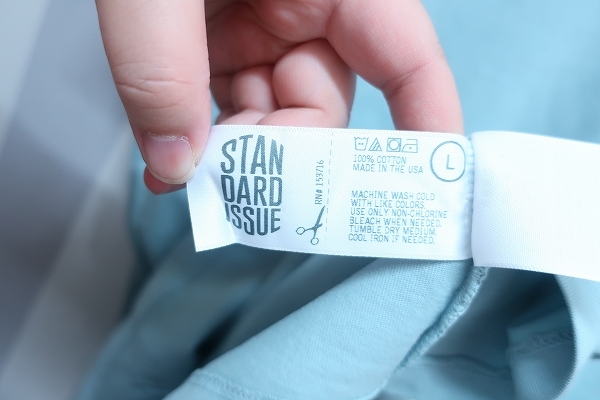 STAN
DARD
ISSUE
RN# 153716
100% COTTON
MADE IN THE USA
L
MACHINE WASH COLD
WITH LIKE COLORS.
USE ONLY NON-CHLORINE
BLEACH WHEN NEEDED.
TUMBLE DRY MEDIUM.
COOL IRON IF NEEDED.